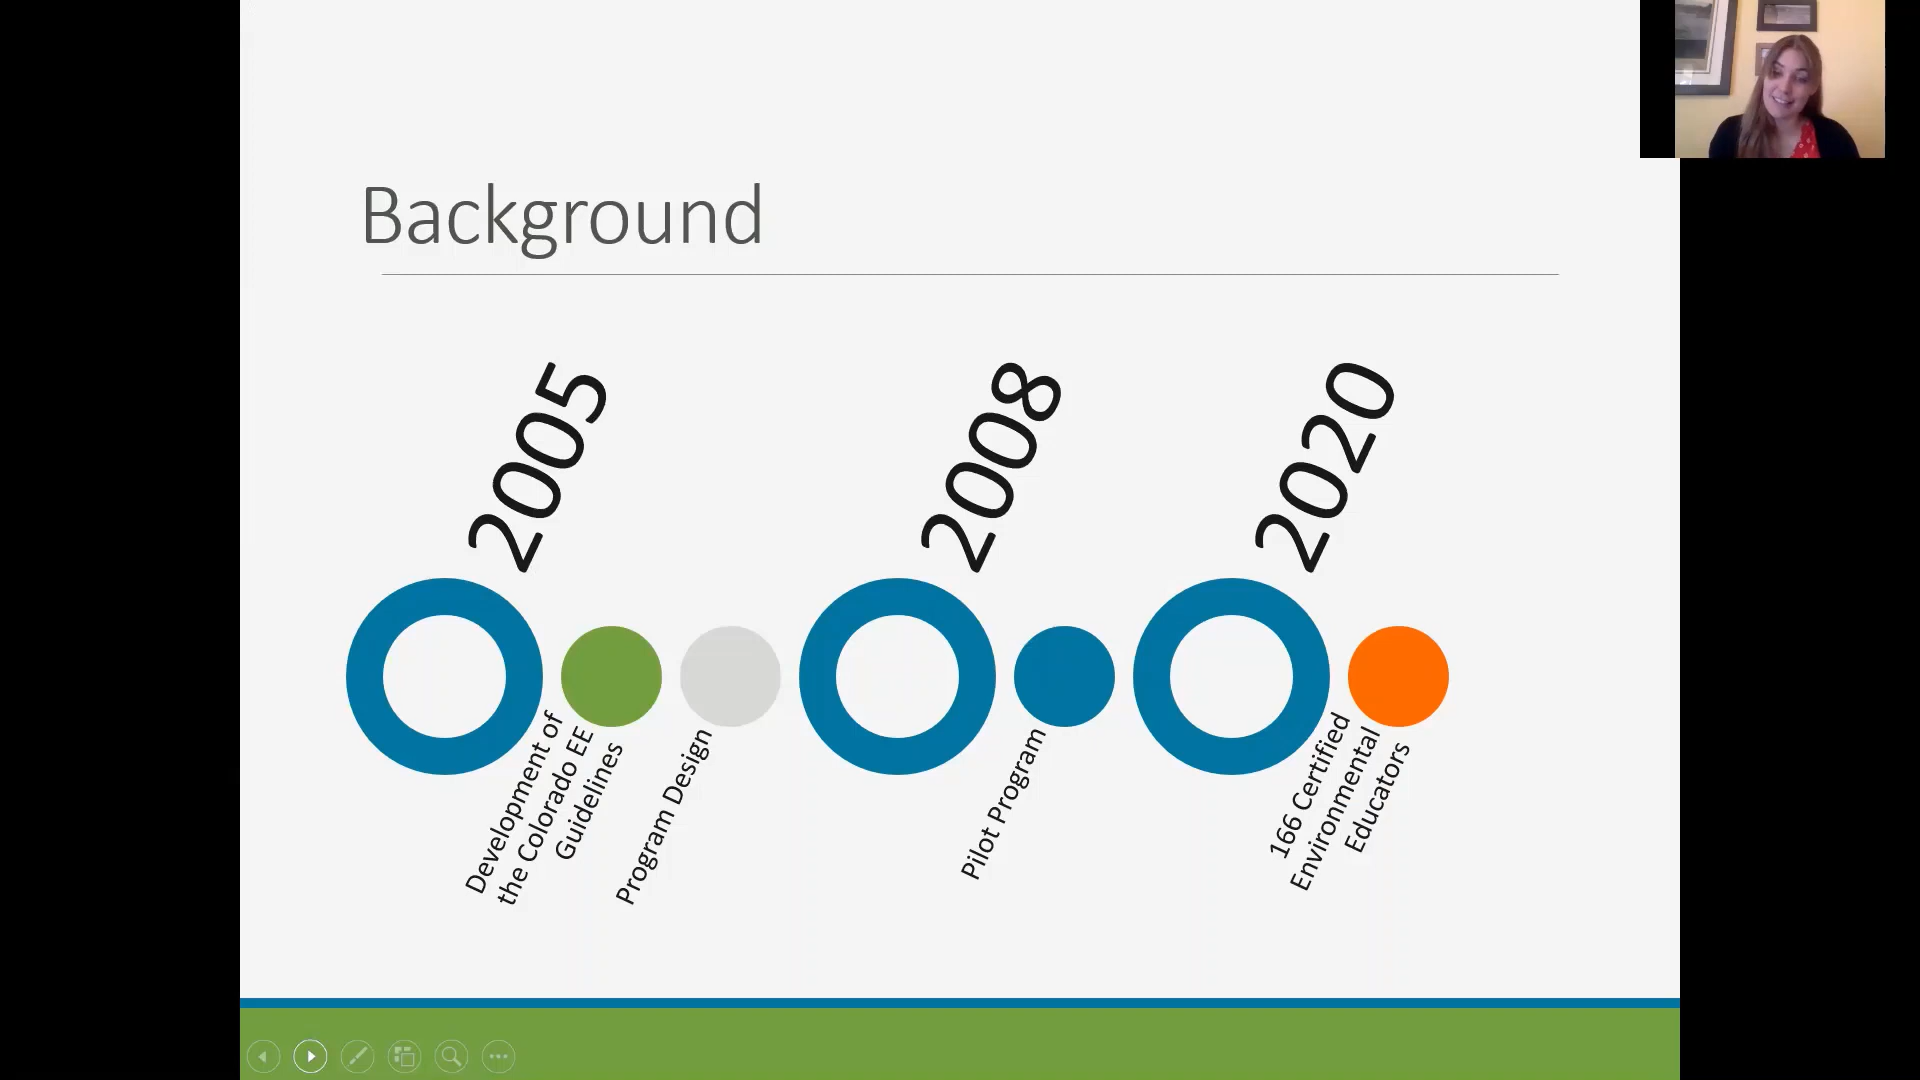 Background
2005
2008
2020
Development of
the Colorado EE
Guidelines
Program Design
Pilot Program
166 Certified
Environmental
Educators